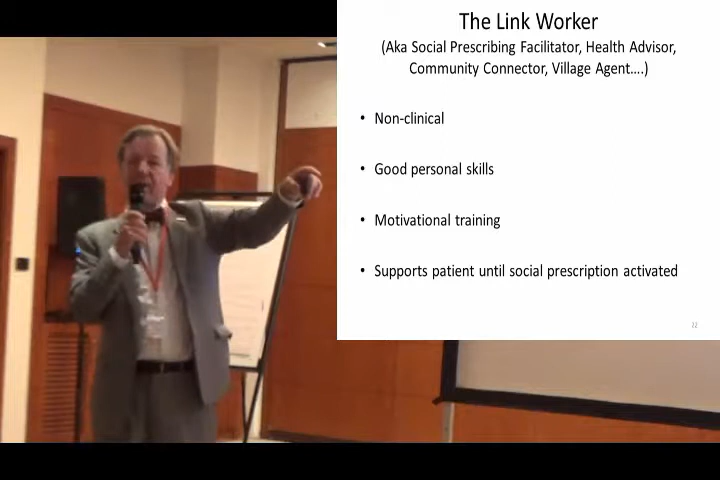 The Link Worker
(Aka Social Prescribing Facilitator, Health Advisor,
Community Connector, Village Agent....)
• Non-clinical
• Good personal skills
• Motivational training
• Supports patient until social prescription activated
22